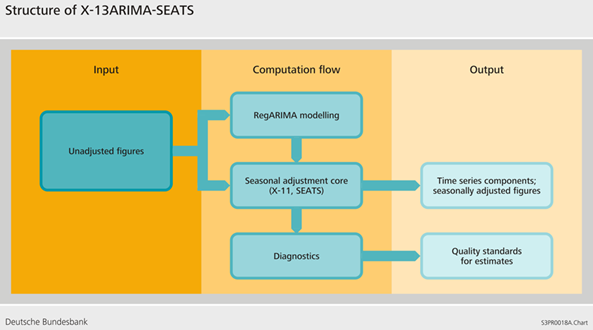 Structure of X-13ARIMA-SEATS
Input
Computation flow
Output
Unadjusted figures
RegARIMA modelling
Seasonal adjustment core
(X-11, SEATS)
Time series components;
seasonally adjusted figures
Diagnostics
Quality standards
for estimates
Deutsche Bundesbank
S3PR0018A.Chart